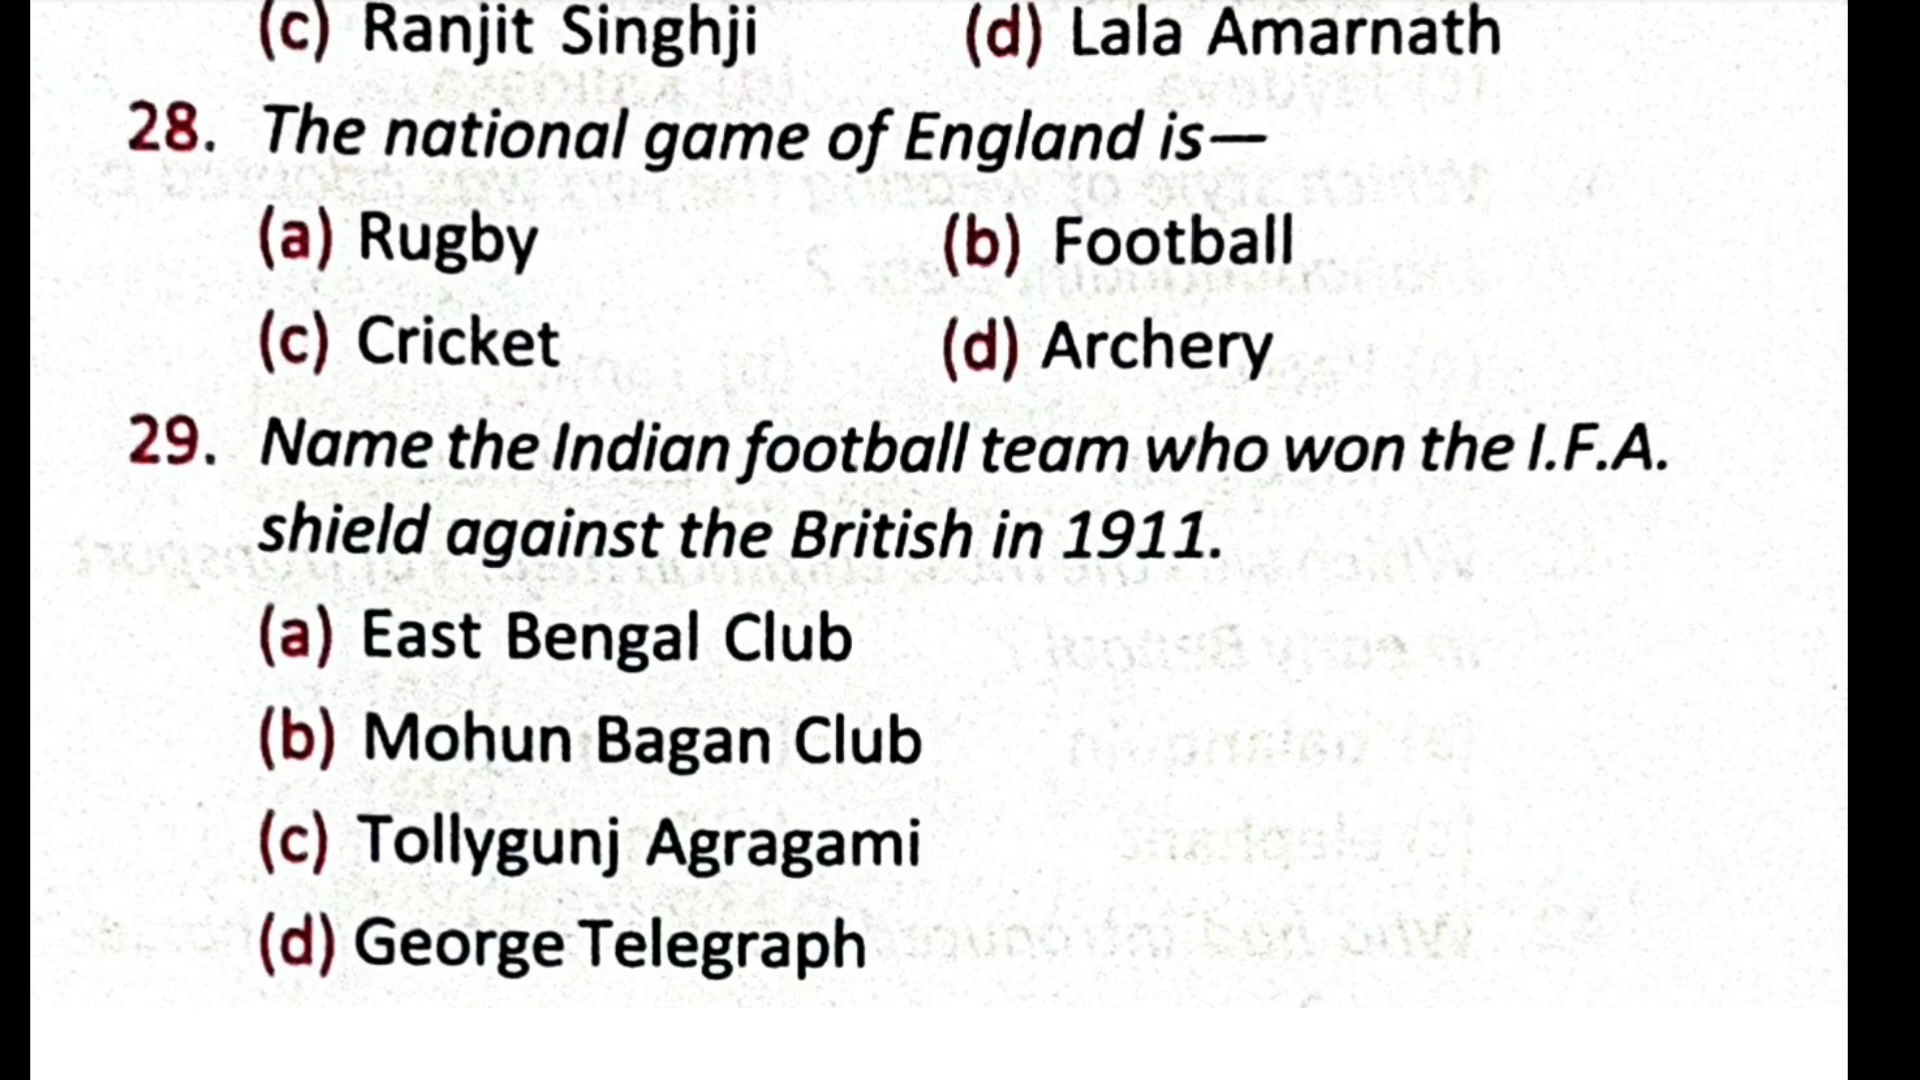 (c) Ranjit Singhji (d) Lala Amarnath
28. The national game of England is—
(a) Rugby (b) Football
(c) Cricket (d) Archery
29. Name the Indian football team who won the I.F.A.
shield against the British in 1911.
(a) East Bengal Club
(b) Mohun Bagan Club
(c) Tollygunj Agragami
(d) George Telegraph